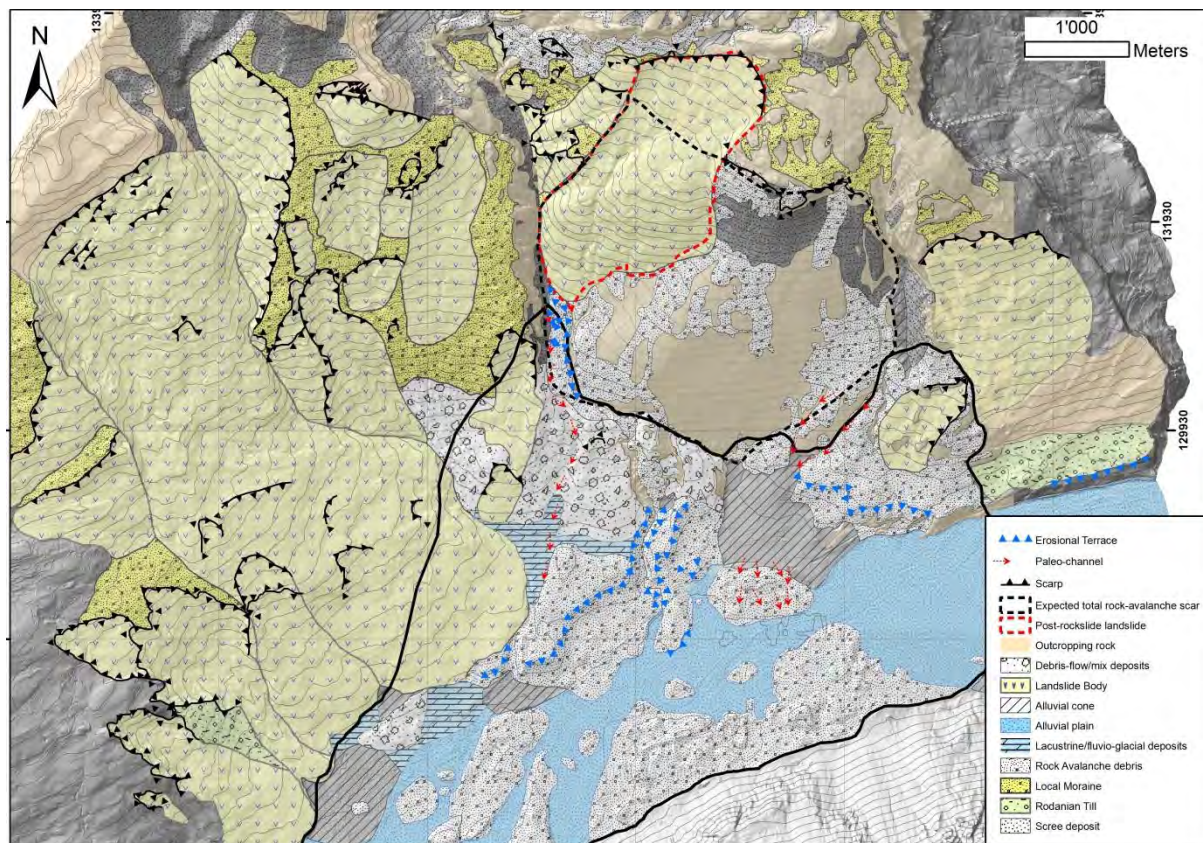 1339
N
1'000
Meters
131930
129930
Erosional Terrace
Paleo-channel
Scarp
Expected total rock-avalanche scar
Post-rockslide landslide
Outcropping rock
Debris-flow/mix deposits
Landslide Body
Alluvial cone
Alluvial plain
Lacustrine/fluvio-glacial deposits
Rock Avalanche debris
Local Moraine
Rodanian Till
Scree deposit